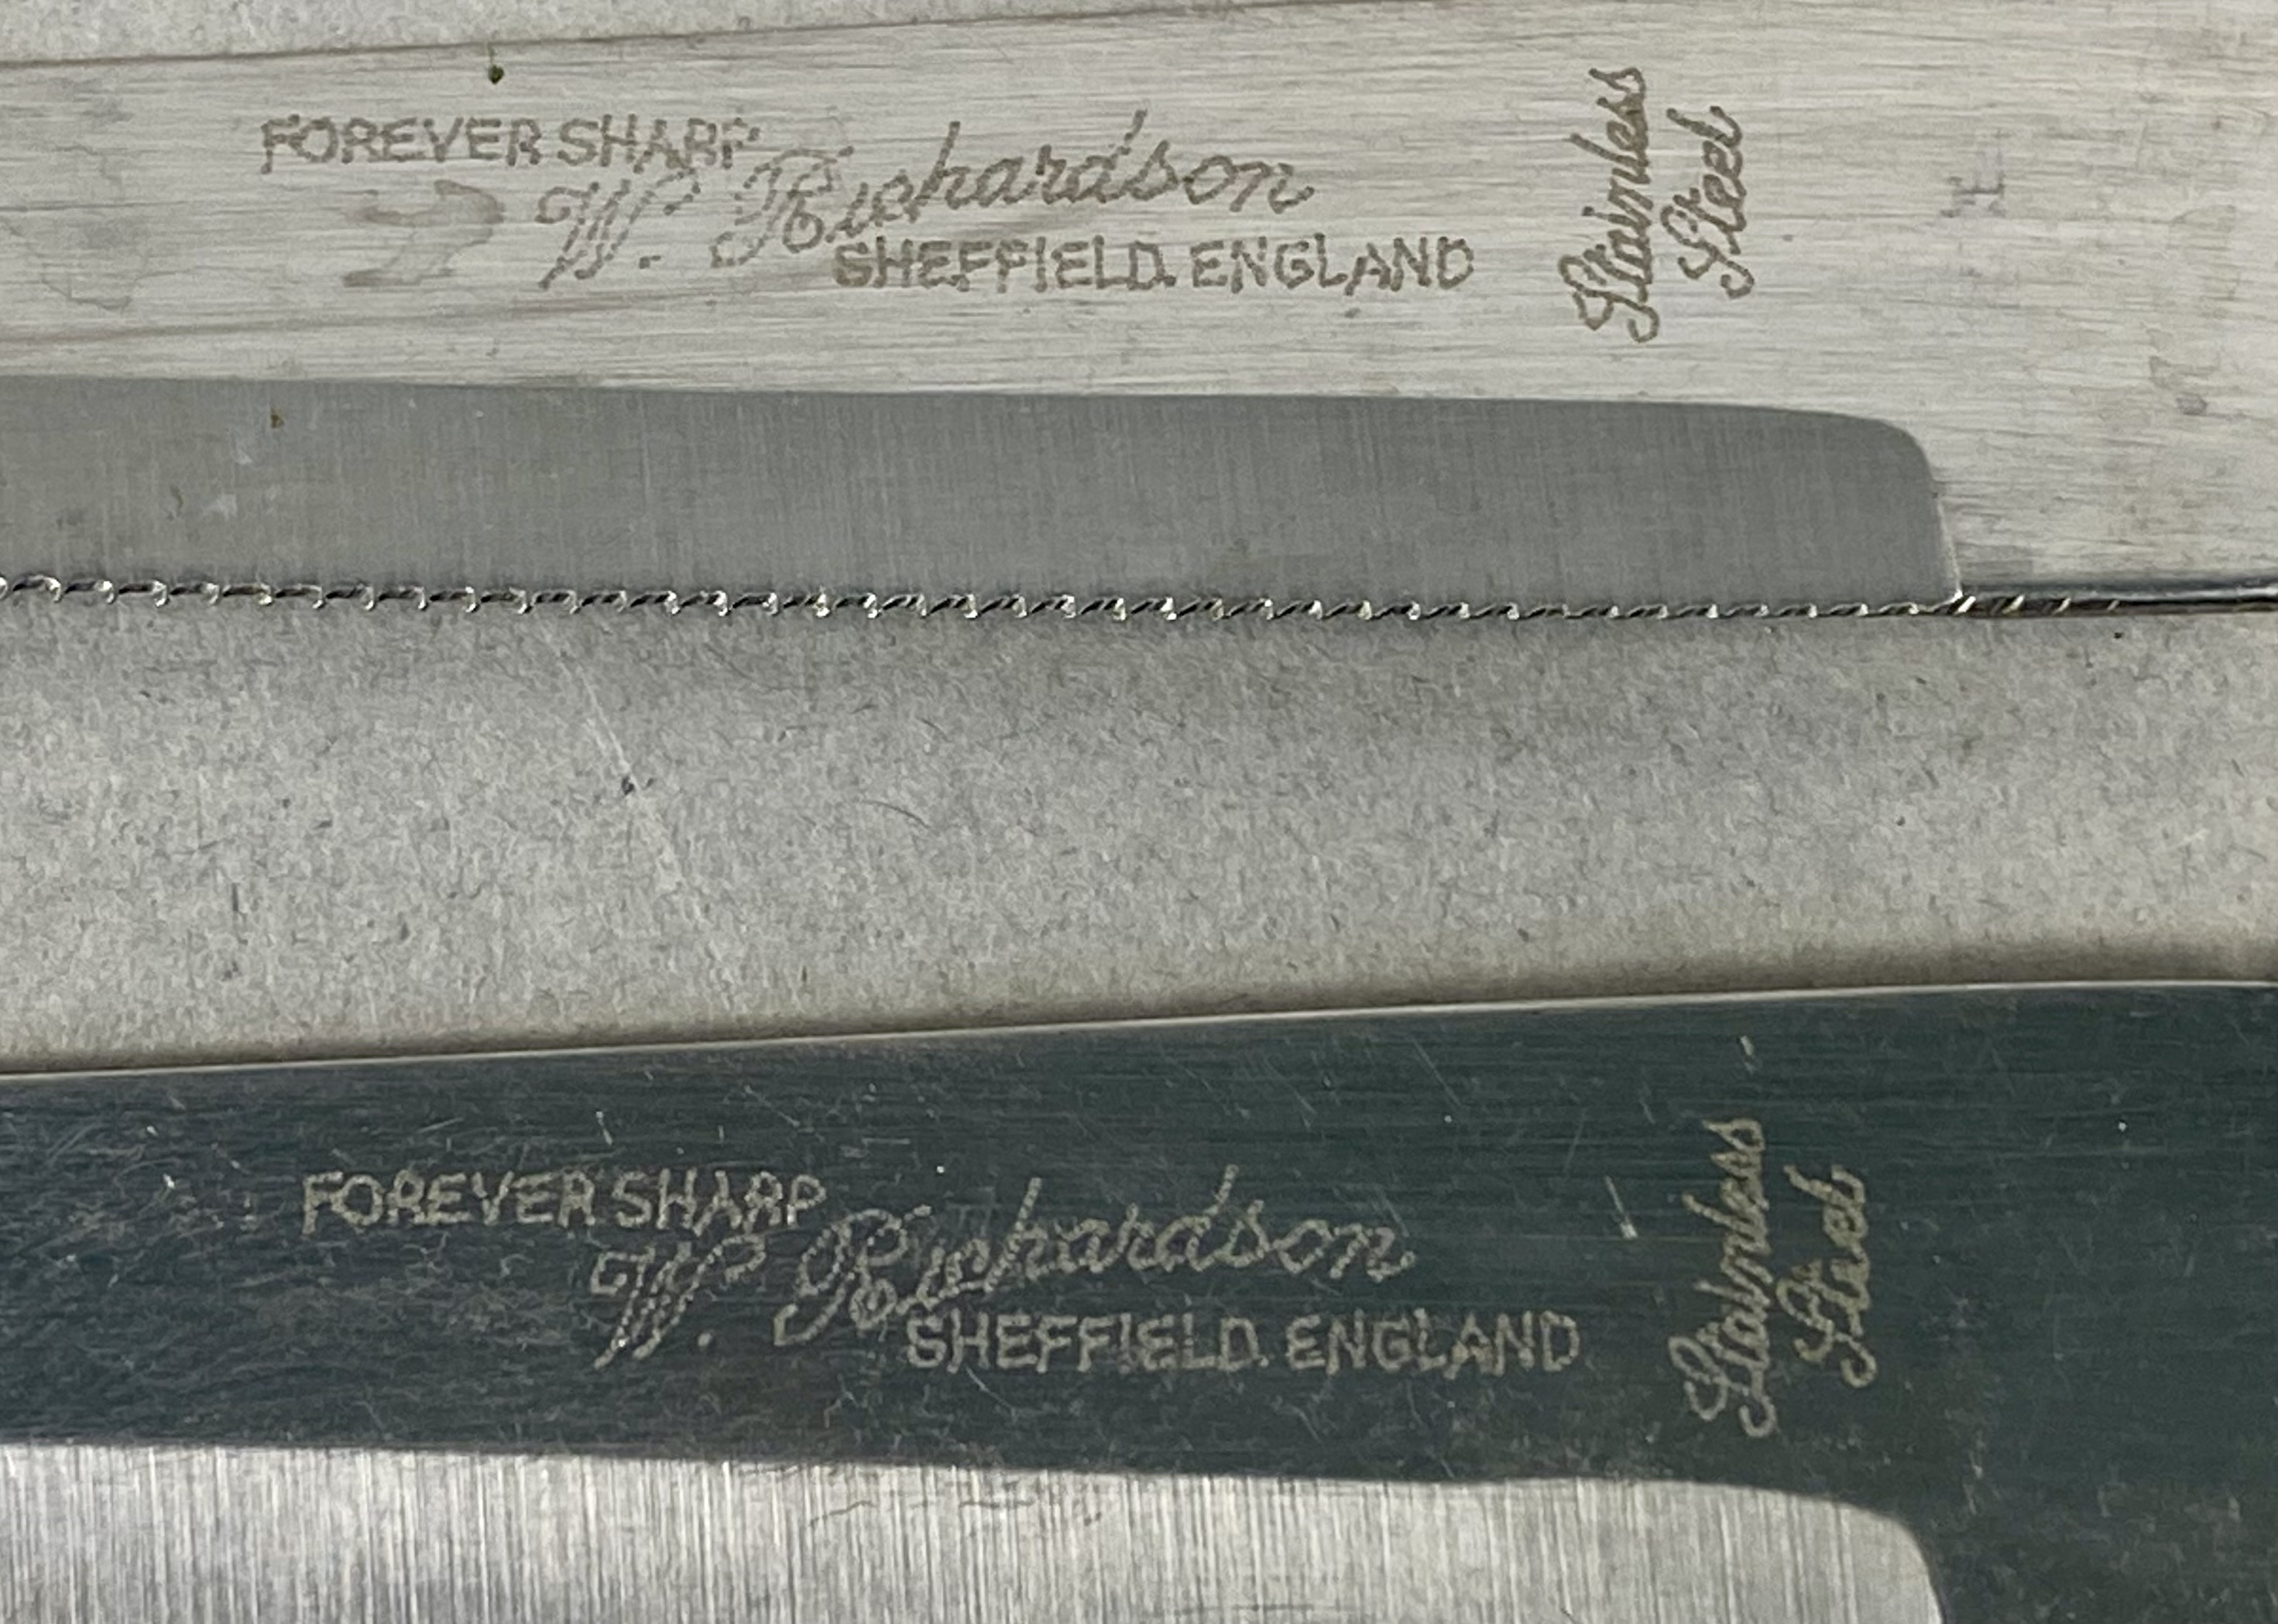 FOREVER SHARP
W. Richardson
SHEFFIELD. ENGLAND
Stainless
Steel
FOREVER SHARP
W. Richardson
SHEFFIELD. ENGLAND
Stainless
Steel